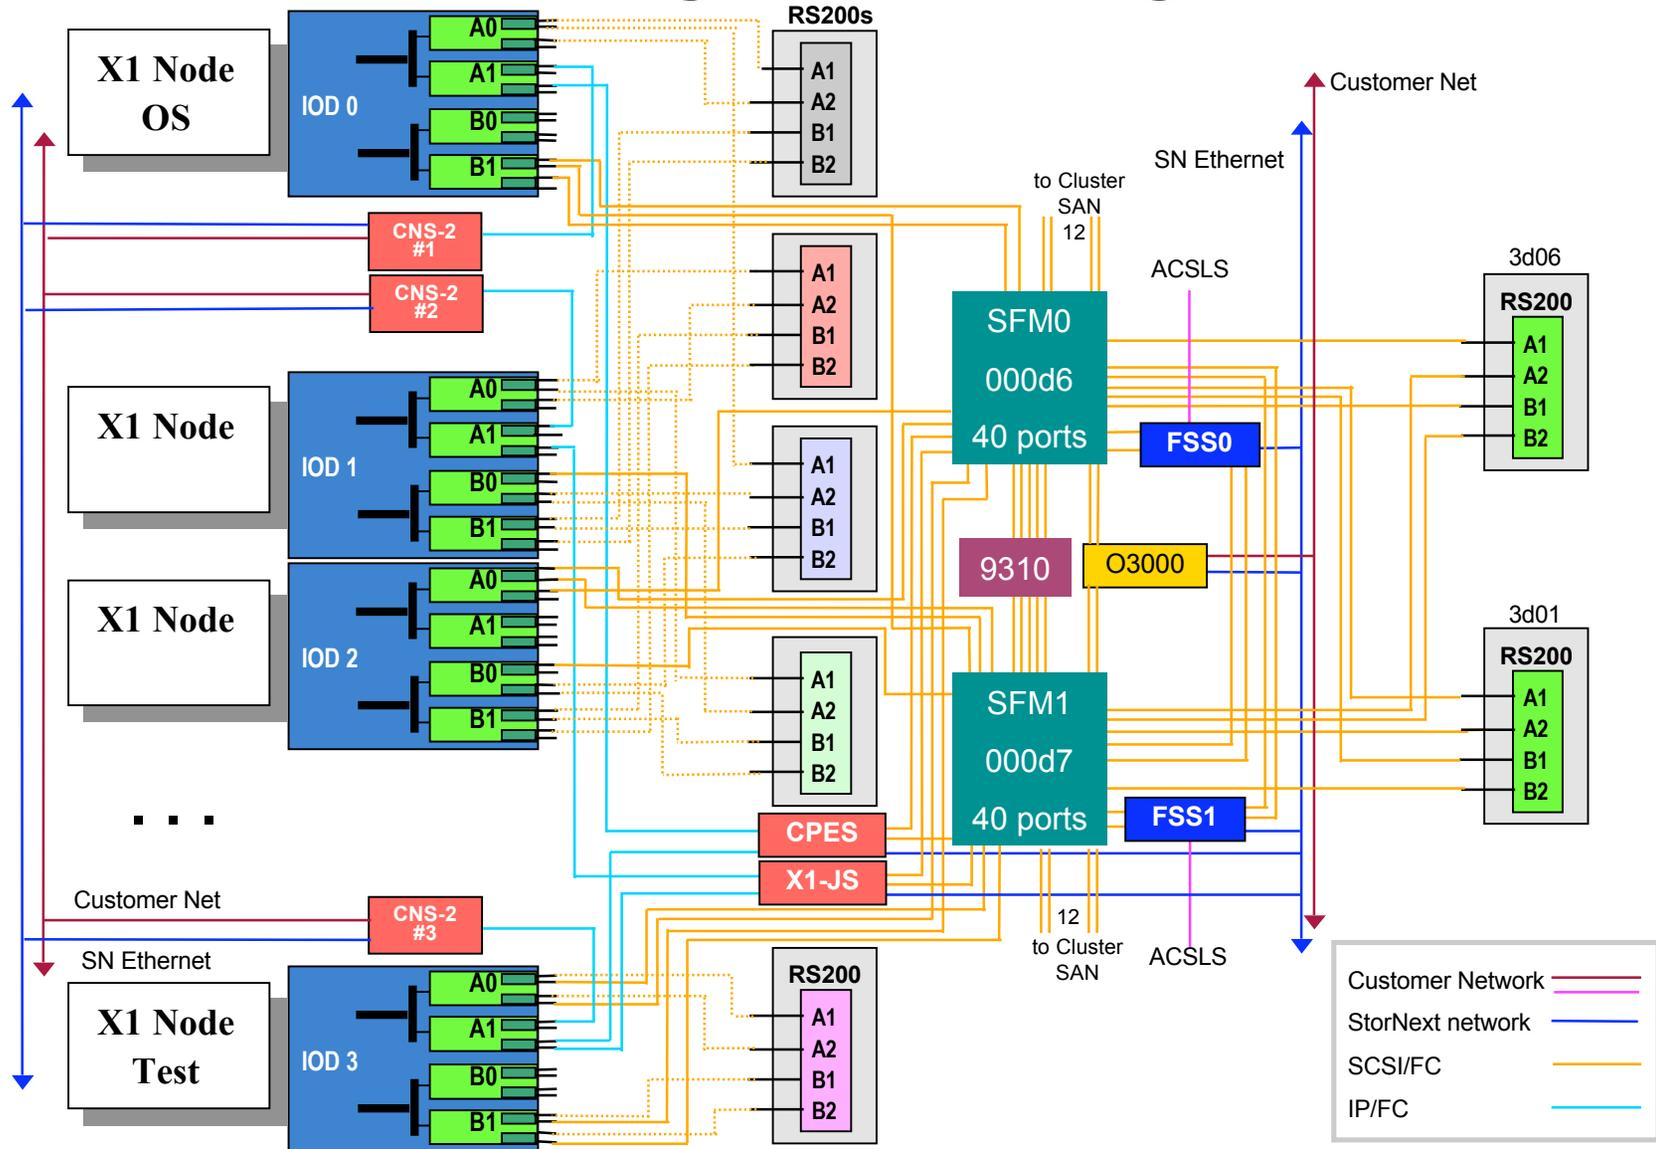 X1 Node
OS
IOD 0
A0
A1
B0
B1
RS200s
A1
A2
B1
B2
CNS-2
#1
CNS-2
#2
A1
A2
B1
B2
X1 Node
IOD 1
A0
A1
B0
B1
A1
A2
B1
B2
X1 Node
IOD 2
A0
A1
B0
B1
A1
A2
B1
B2
. . .
CPES
X1-JS
Customer Net
CNS-2
#3
SN Ethernet
X1 Node
Test
IOD 3
A0
A1
B0
B1
RS200
A1
A2
B1
B2
to Cluster
SAN
12
SN Ethernet
Customer Net
ACSLS
SFM0
000d6
40 ports
FSS0
9310
O3000
SFM1
000d7
40 ports
FSS1
12
to Cluster
SAN
ACSLS
3d06
RS200
A1
A2
B1
B2
3d01
RS200
A1
A2
B1
B2
Customer Network
StorNext network
SCSI/FC
IP/FC